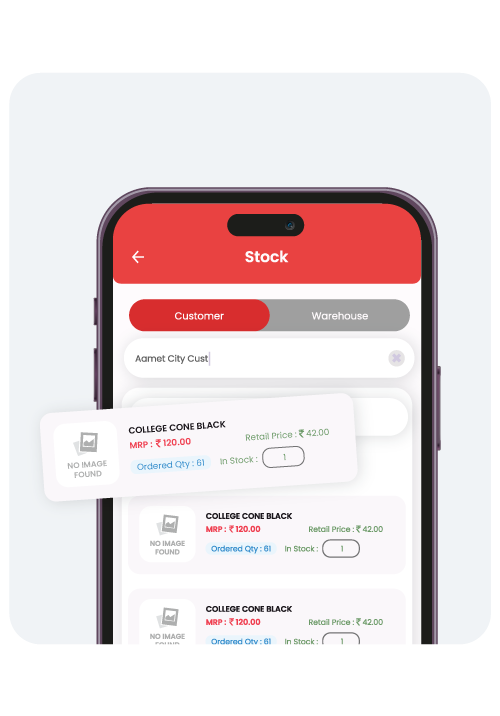 Stock
Customer
Warehouse
Aamet City Cust
COLLEGE CONE BLACK
MRP : ₹ 120.00
Retail Price : ₹ 42.00
NO IMAGE
FOUND
Ordered Qty : 61
In Stock :
1
COLLEGE CONE BLACK
MRP : ₹ 120.00
Retail Price : ₹ 42.00
NO IMAGE
FOUND
Ordered Qty : 61
In Stock :
1
COLLEGE CONE BLACK
MRP : ₹ 120.00
Retail Price : ₹ 42.00
NO IMAGE
FOUND
Ordered Qty : 61
In Stock :
1